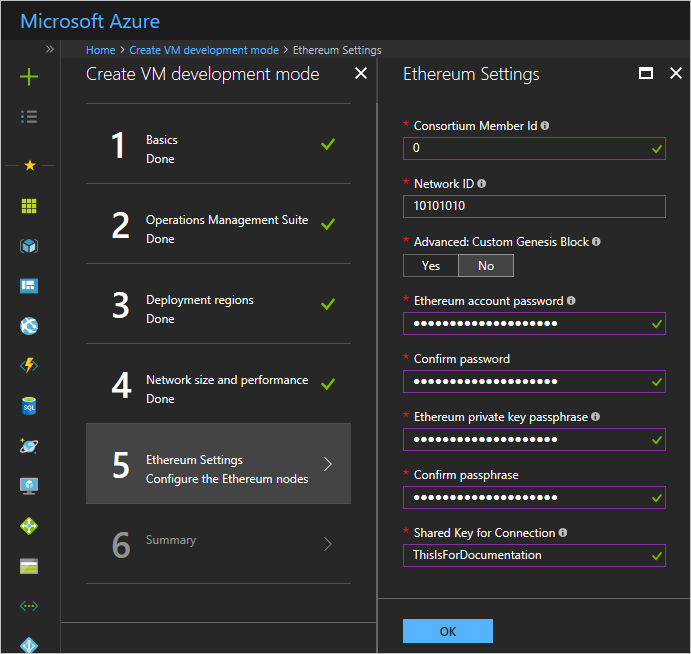 Microsoft Azure
»
Home > Create VM development mode > Ethereum Settings
Create VM development mode
1
Basics
Done
2
Operations Management Suite
Done
3
Deployment regions
Done
4
Network size and performance
Done
5
Ethereum Settings
Configure the Ethereum nodes
6
Summary
SQL
Ethereum Settings
* Consortium Member Id
0
* Network ID
10101010
* Advanced: Custom Genesis Block
Yes No
* Ethereum account password
••••••••••••••••••••
* Confirm password
••••••••••••••••••••
* Ethereum private key passphrase
••••••••••••••••••••
* Confirm passphrase
••••••••••••••••••••
* Shared Key for Connection
ThisIsForDocumentation
OK